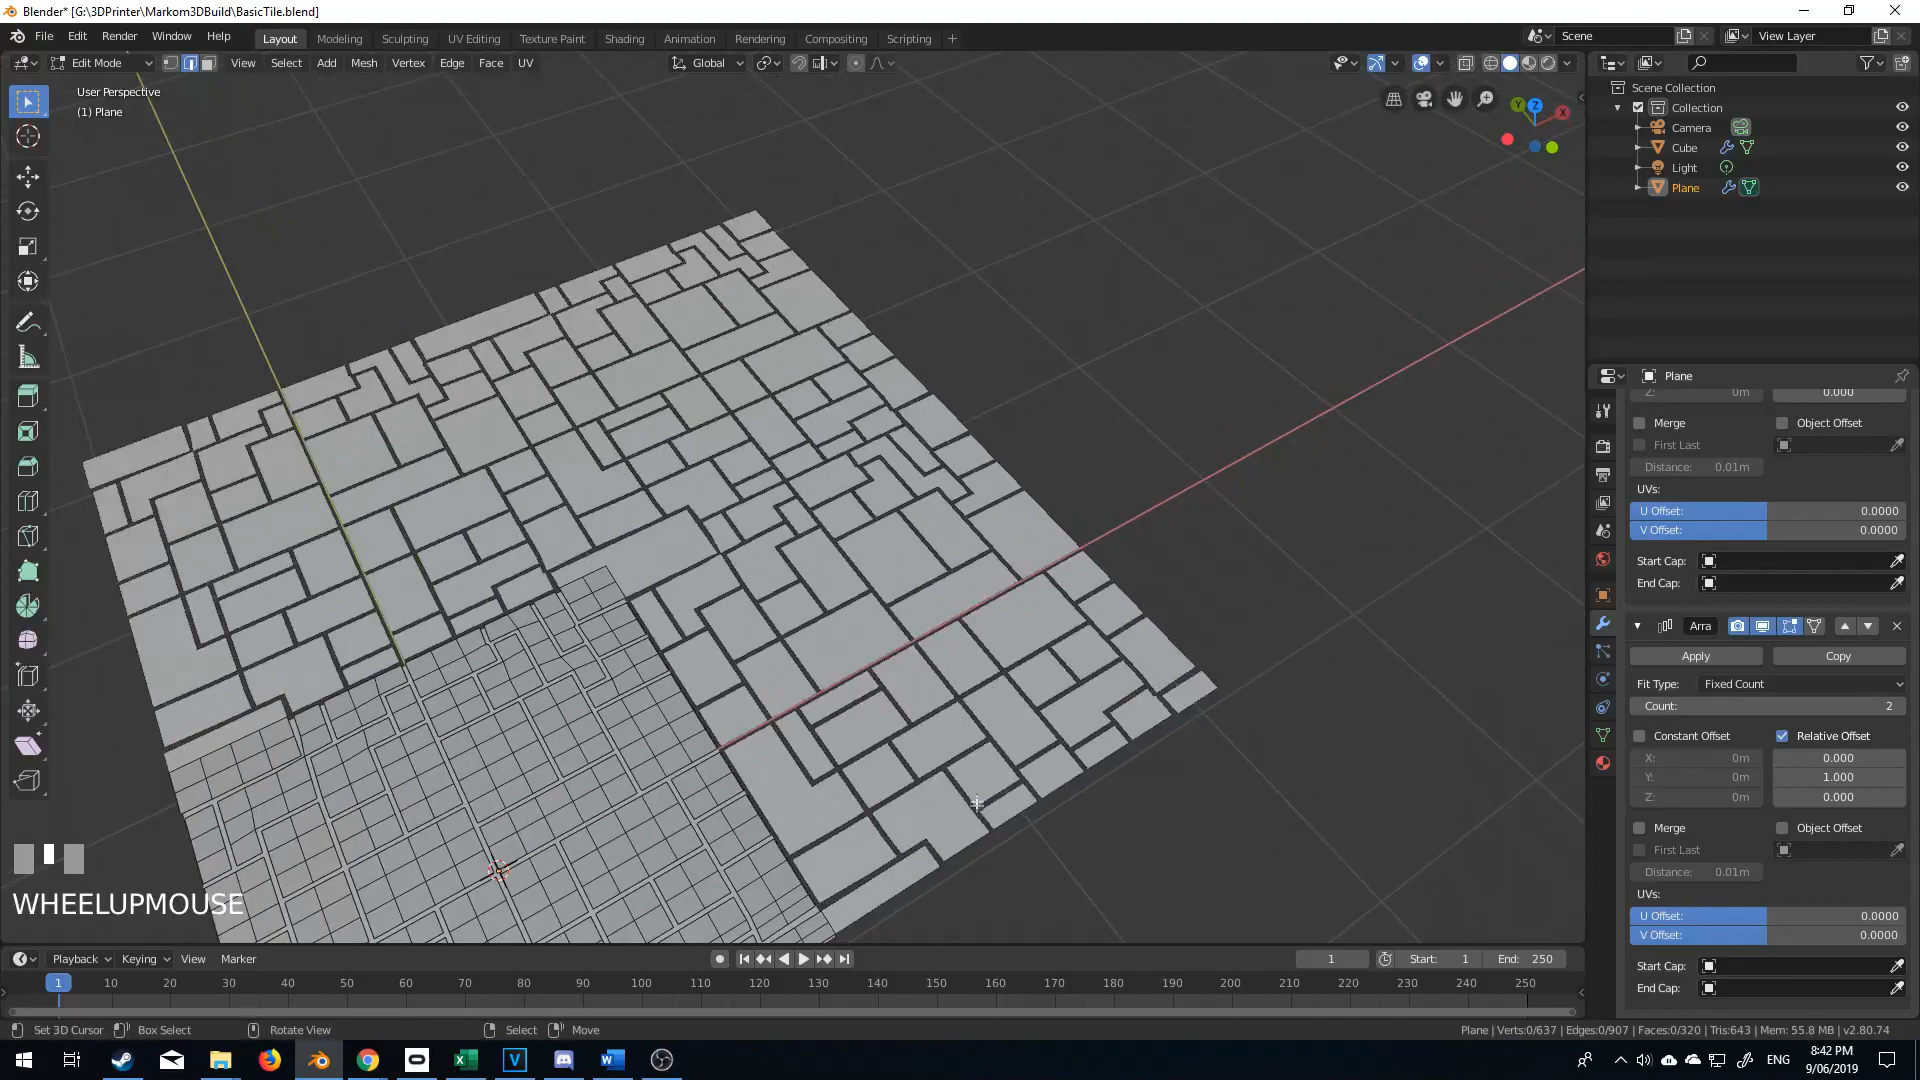 Blender* [G:\3DPrinter\Markom3DBuild\BasicTile.blend]
File Edit Render Window Help
Layout Modeling Sculpting UV Editing Texture Paint Shading Animation Rendering Compositing Scripting
Scene
View Layer
Edit Mode
View Select Add Mesh Vertex Edge Face UV
Global
User Perspective
(1) Plane
Y Z X
Scene Collection
Collection
Camera
Cube
Light
Plane
Plane
Z: 0m 0.000
Merge Object Offset
First Last
Distance: 0.01m
UVs:
U Offset: 0.0000
V Offset: 0.0000
Start Cap:
End Cap:
Arra
Apply Copy
Fit Type: Fixed Count
Count: 2
Constant Offset Relative Offset
X: 0m 0.000
Y: 0m 1.000
Z: 0m 0.000
Merge Object Offset
First Last
Distance: 0.01m
UVs:
U Offset: 0.0000
V Offset: 0.0000
Start Cap:
End Cap:
WHEELUPMOUSE
Playback Keying View Marker
1 Start: 1 End: 250
1 10 20 30 40 50 60 70 80 90 100 110 120 130 140 150 160 170 180 190 200 210 220 230 240 250
Set 3D Cursor Box Select Rotate View Select Move
Plane | Verts:0/637 | Edges:0/907 | Faces:0/320 | Tris:643 | Mem: 55.8 MB | v2.80.74
ENG
8:42 PM
9/06/2019